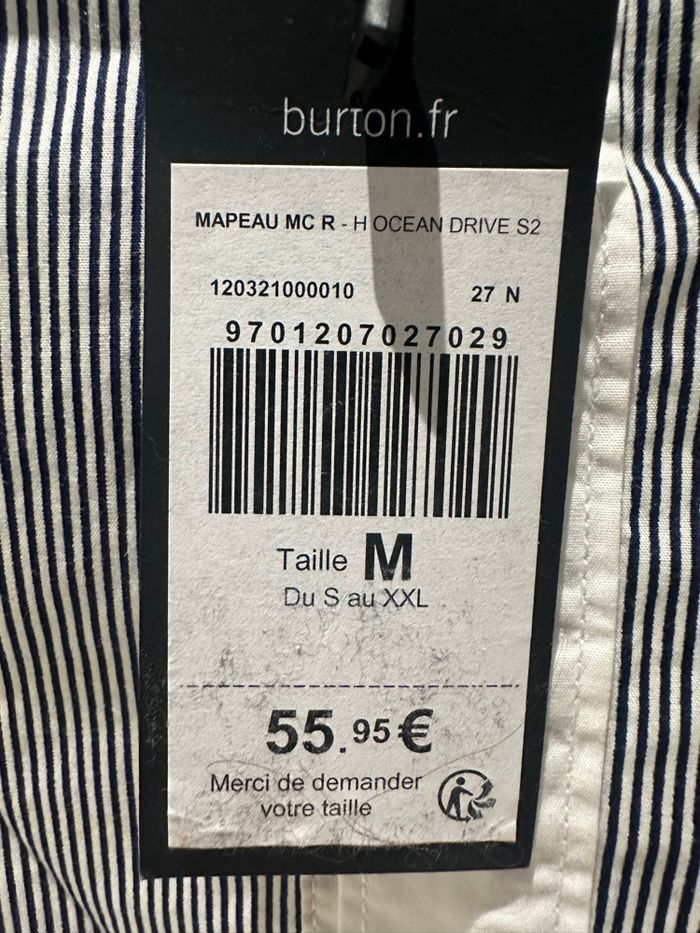 burton.fr
MAPEAU MC R - H OCEAN DRIVE S2
120321000010 27 N
9701207027029
Taille M
Du S au XXL
55.95€
Merci de demander
votre taille